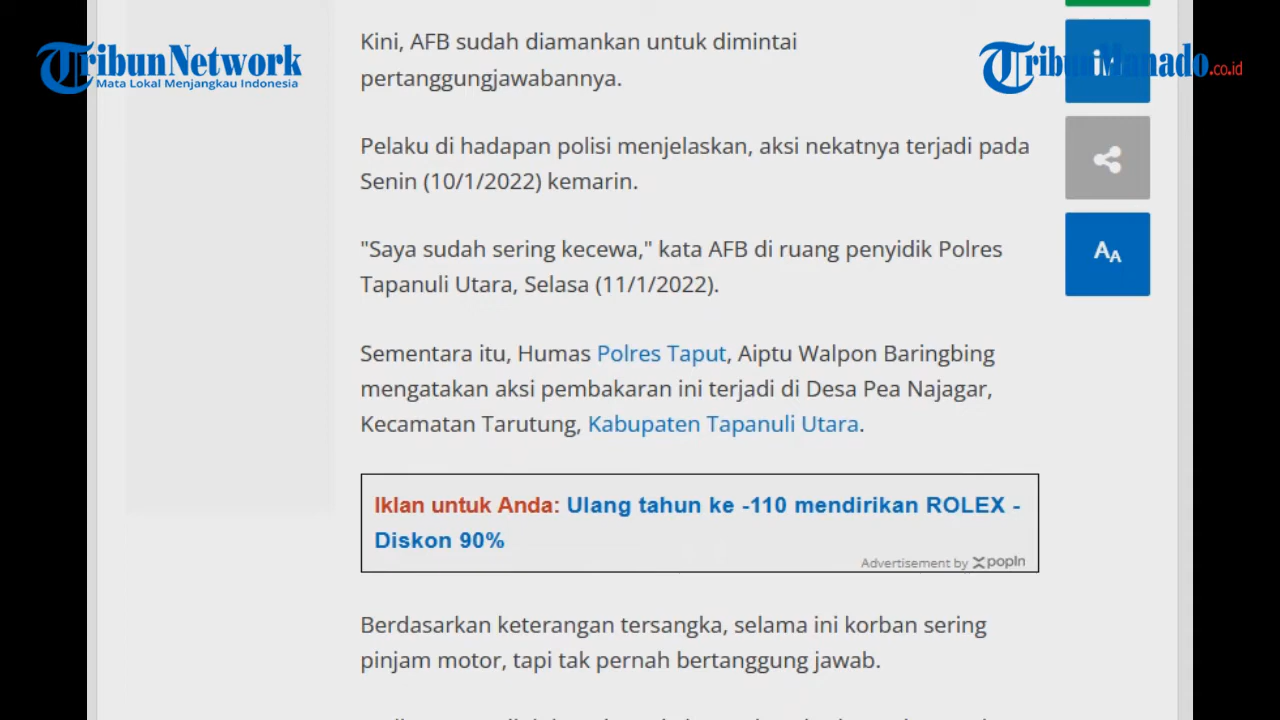 Kini, AFB sudah diamankan untuk dimintai
pertanggungjawabannya.
TribunNetwork
Mata Lokal Menjangkau Indonesia
TribunManado.co.id
Pelaku di hadapan polisi menjelaskan, aksi nekatnya terjadi pada
Senin (10/1/2022) kemarin.
"Saya sudah sering kecewa," kata AFB di ruang penyidik Polres
Tapanuli Utara, Selasa (11/1/2022).
AA
Sementara itu, Humas Polres Taput, Aiptu Walpon Baringbing
mengatakan aksi pembakaran ini terjadi di Desa Pea Najagar,
Kecamatan Tarutung, Kabupaten Tapanuli Utara.
Iklan untuk Anda: Ulang tahun ke -110 mendirikan ROLEX -
Diskon 90%
Advertisement by popIn
Berdasarkan keterangan tersangka, selama ini korban sering
pinjam motor, tapi tak pernah bertanggung jawab.